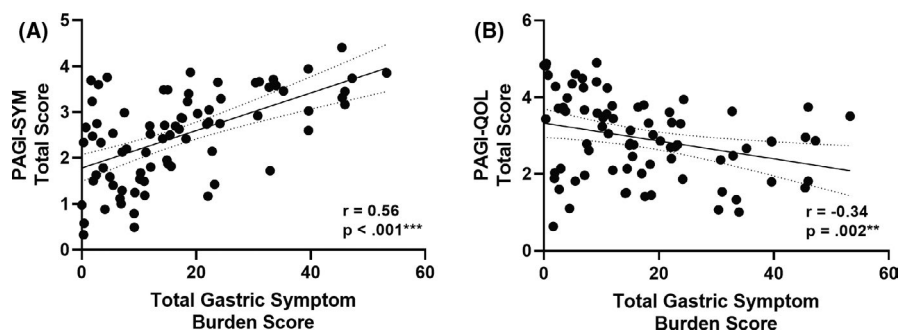 (A)
PAGI-SYM
Total Score
5
4
3
2
1
0
0 20 40 60
r = 0.56
p < .001***
Total Gastric Symptom
Burden Score
(B)
PAGI-QOL
Total Score
6
4
2
0
0 20 40 60
r = -0.34
p = .002**
Total Gastric Symptom
Burden Score